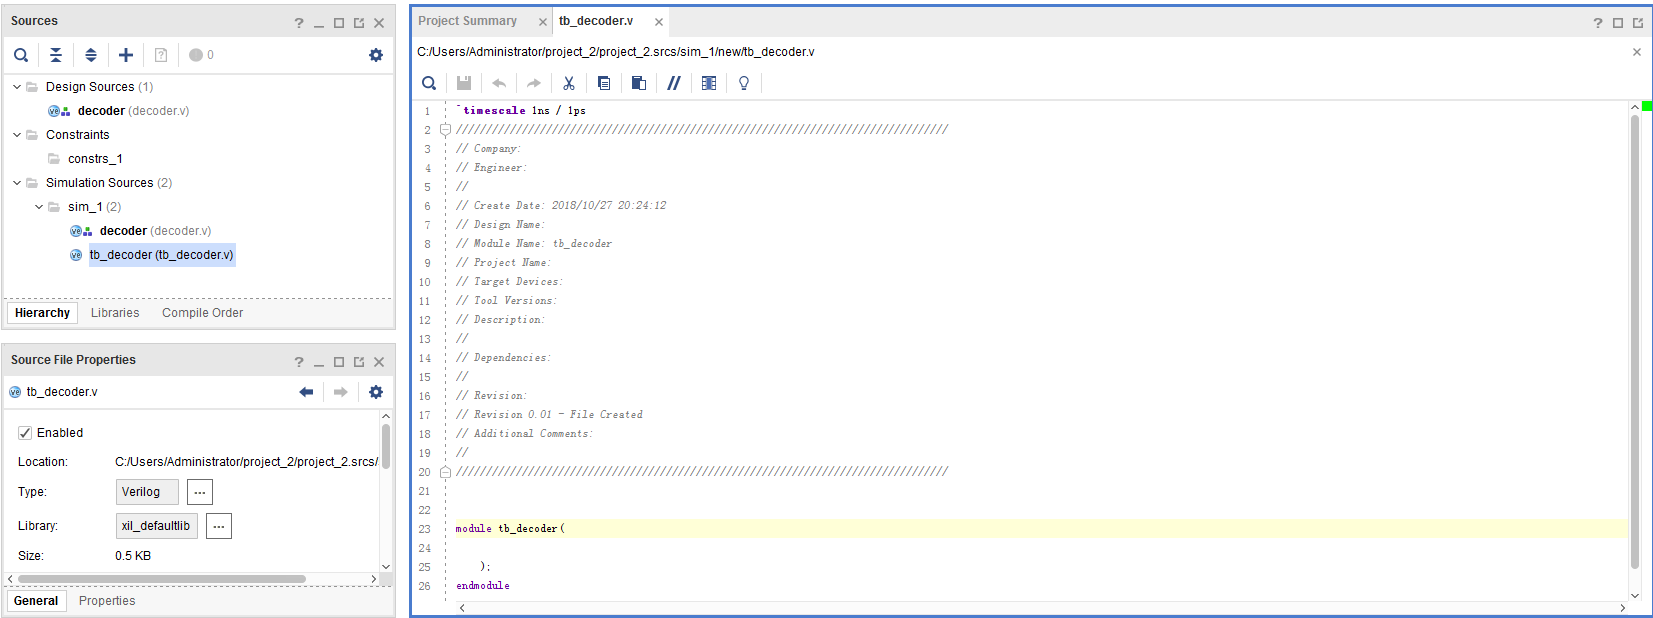 Sources
0
Design Sources (1)
decoder (decoder.v)
Constraints
constrs_1
Simulation Sources (2)
sim_1 (2)
decoder (decoder.v)
tb_decoder (tb_decoder.v)
Hierarchy Libraries Compile Order
Source File Properties
tb_decoder.v
Enabled
Location: C:/Users/Administrator/project_2/project_2.srcs/
Type: Verilog ...
Library: xil_defaultlib ...
Size: 0.5 KB
General Properties
Project Summary tb_decoder.v
C:/Users/Administrator/project_2/project_2.srcs/sim_1/new/tb_decoder.v
1 `timescale 1ns / 1ps
2 //////////////////////////////////////////////////////////////////////////////////
3 // Company:
4 // Engineer:
5 //
6 // Create Date: 2018/10/27 20:24:12
7 // Design Name:
8 // Module Name: tb_decoder
9 // Project Name:
10 // Target Devices:
11 // Tool Versions:
12 // Description:
13 //
14 // Dependencies:
15 //
16 // Revision:
17 // Revision 0.01 - File Created
18 // Additional Comments:
19 //
20 //////////////////////////////////////////////////////////////////////////////////
21
22
23 module tb_decoder(
24
25 );
26 endmodule